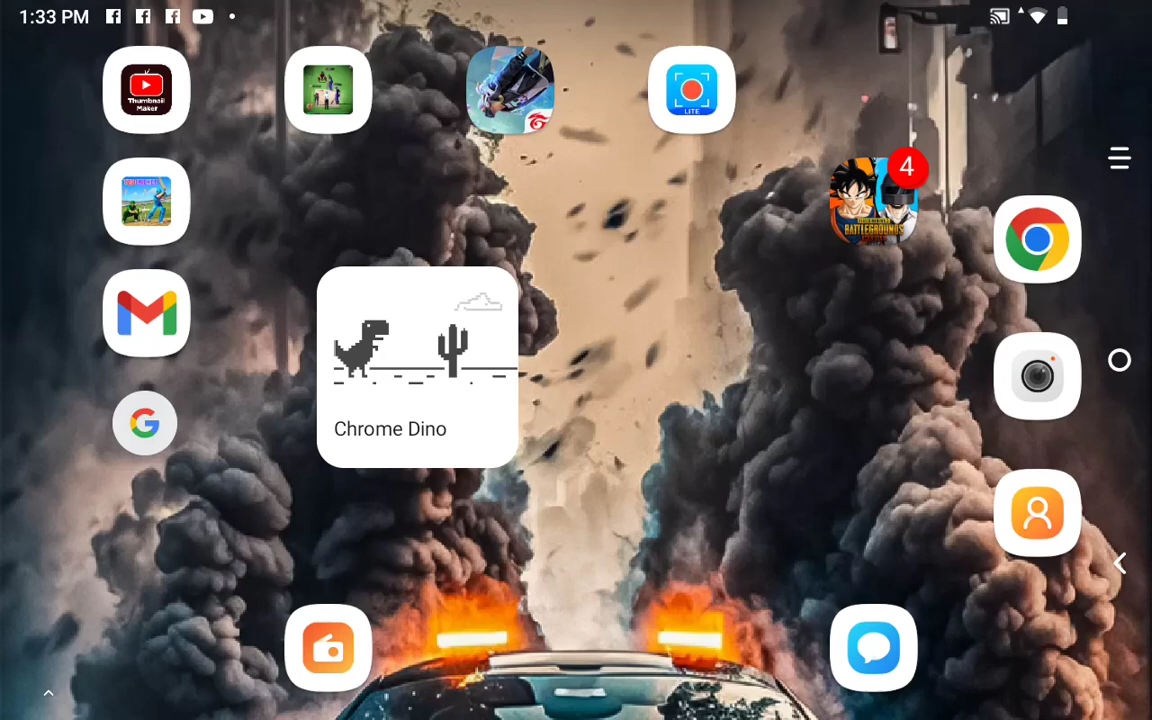 1:33 PM
Thumbnail
Maker
LITE
4
BATTLEGROUNDS
Chrome Dino